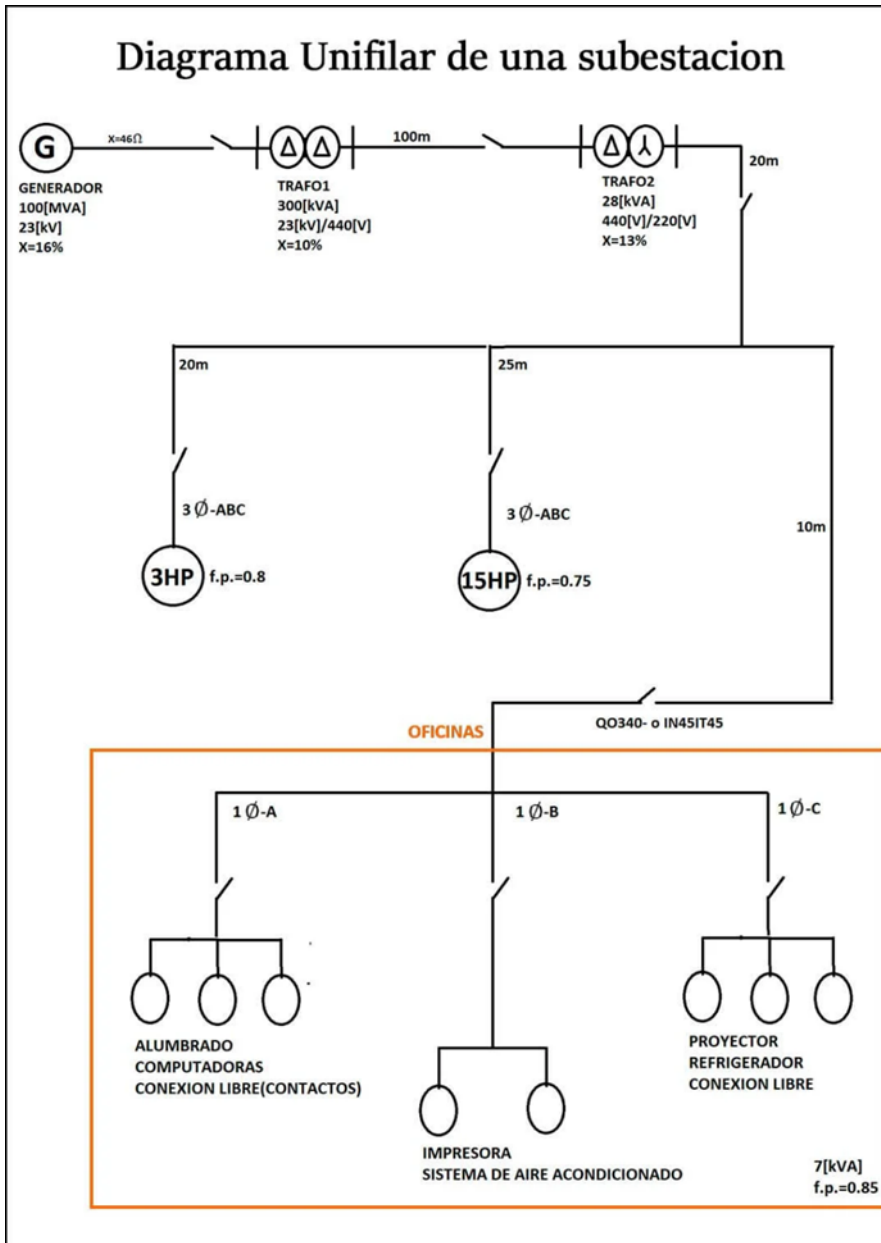 Diagrama Unifilar de una subestacion
G
X=46Ω
100m
20m
GENERADOR
100[MVA]
23[kV]
X=16%
TRAFO1
300[kVA]
23[kV]/440[V]
X=10%
TRAFO2
28[kVA]
440[V]/220[V]
X=13%
20m
25m
3 Ø-ABC
3 Ø-ABC
10m
3HP
f.p.=0.8
15HP
f.p.=0.75
QO340- o IN45IT45
OFICINAS
1 Ø-A
1 Ø-B
1 Ø-C
ALUMBRADO
COMPUTADORAS
CONEXION LIBRE(CONTACTOS)
PROYECTOR
REFRIGERADOR
CONEXION LIBRE
IMPRESORA
SISTEMA DE AIRE ACONDICIONADO
7[kVA]
f.p.=0.85